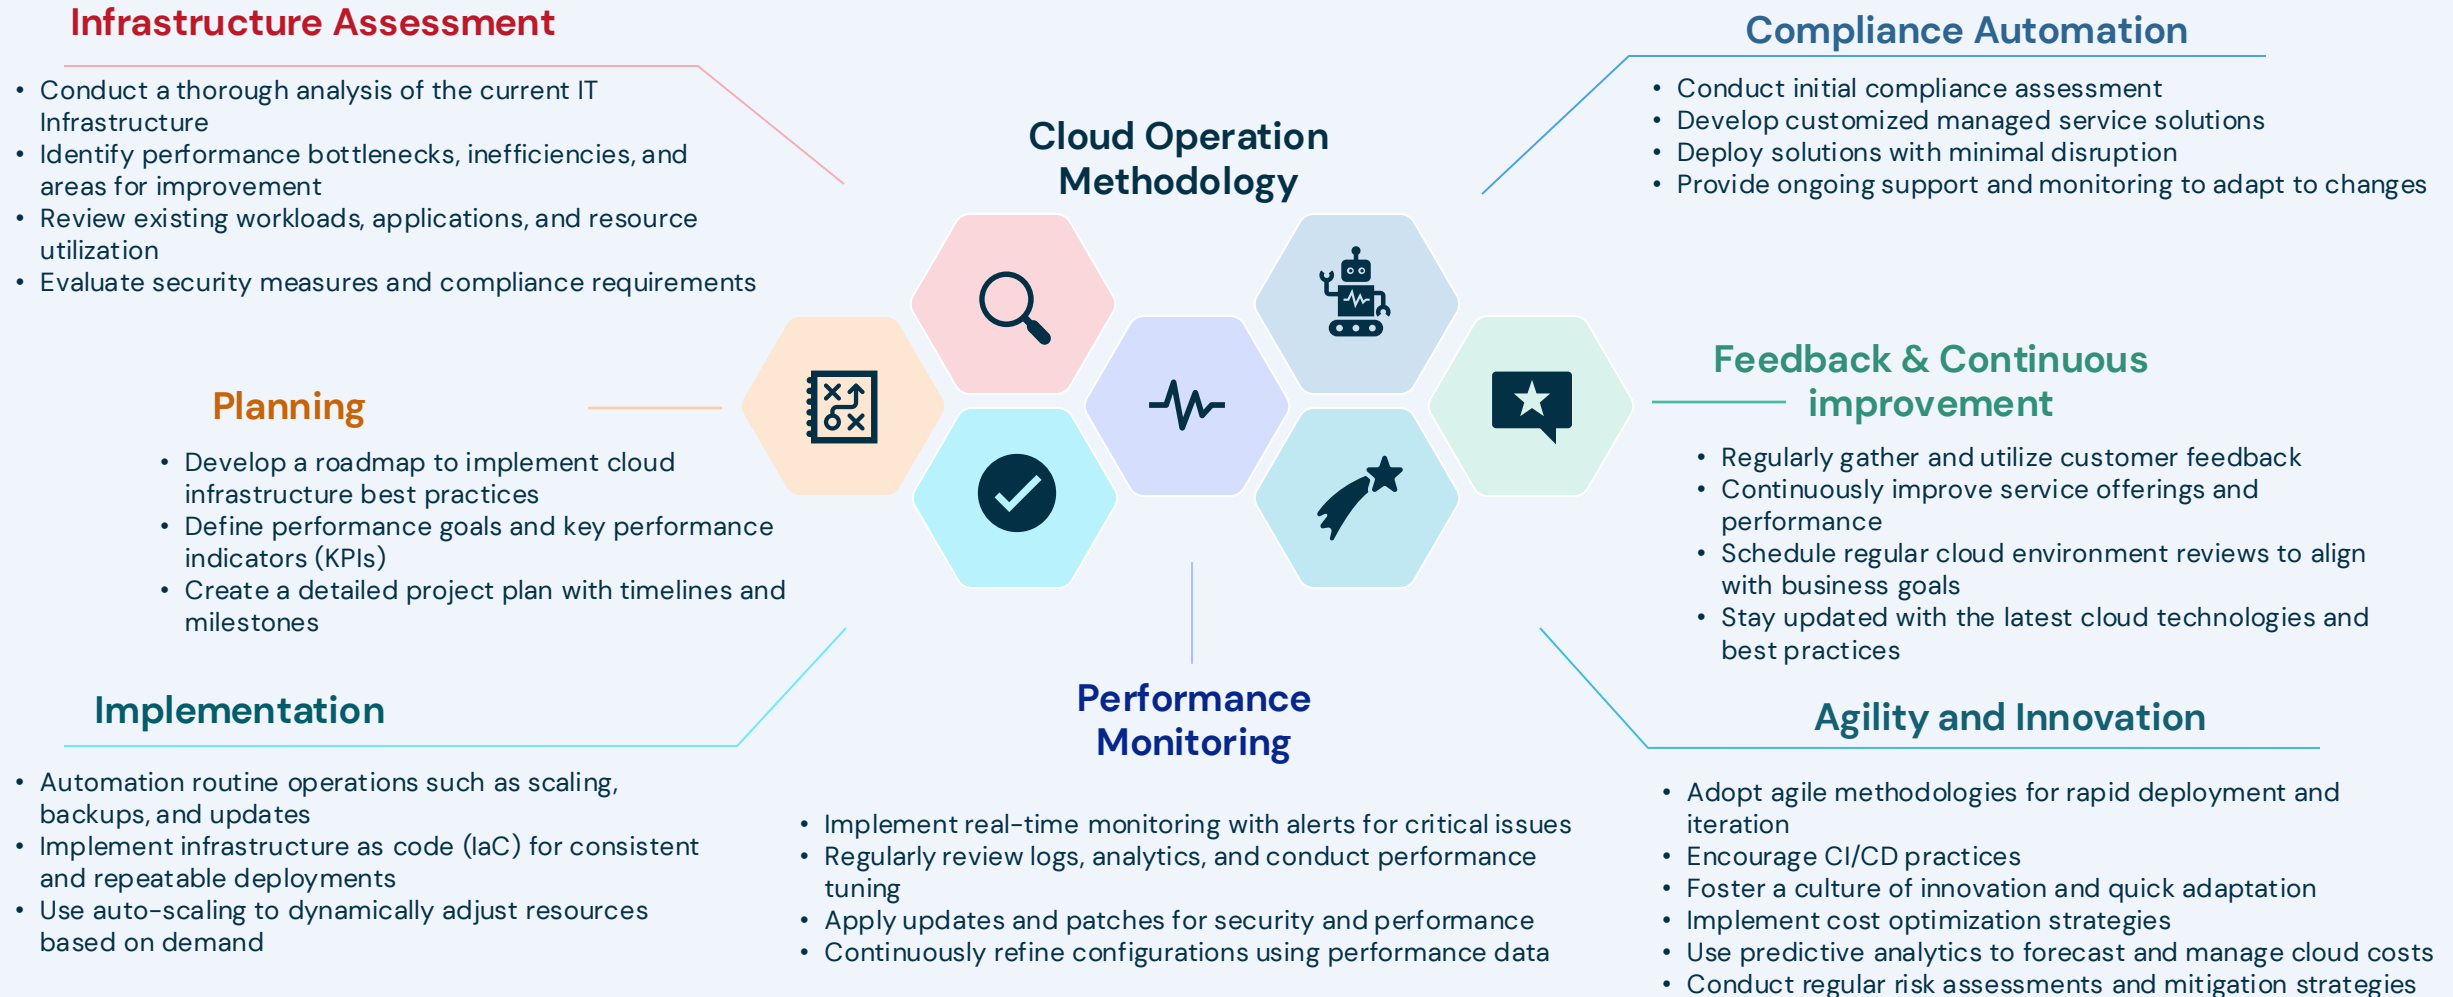 Infrastructure Assessment
• Conduct a thorough analysis of the current IT
Infrastructure
• Identify performance bottlenecks, inefficiencies, and
areas for improvement
• Review existing workloads, applications, and resource
utilization
• Evaluate security measures and compliance requirements
Planning
• Develop a roadmap to implement cloud
infrastructure best practices
• Define performance goals and key performance
indicators (KPIs)
• Create a detailed project plan with timelines and
milestones
Implementation
• Automation routine operations such as scaling,
backups, and updates
• Implement infrastructure as code (IaC) for consistent
and repeatable deployments
• Use auto-scaling to dynamically adjust resources
based on demand
Cloud Operation
Methodology
Performance
Monitoring
• Implement real-time monitoring with alerts for critical issues
• Regularly review logs, analytics, and conduct performance
tuning
• Apply updates and patches for security and performance
• Continuously refine configurations using performance data
Compliance Automation
• Conduct initial compliance assessment
• Develop customized managed service solutions
• Deploy solutions with minimal disruption
• Provide ongoing support and monitoring to adapt to changes
Feedback & Continuous
improvement
• Regularly gather and utilize customer feedback
• Continuously improve service offerings and
performance
• Schedule regular cloud environment reviews to align
with business goals
• Stay updated with the latest cloud technologies and
best practices
Agility and Innovation
• Adopt agile methodologies for rapid deployment and
iteration
• Encourage CI/CD practices
• Foster a culture of innovation and quick adaptation
• Implement cost optimization strategies
• Use predictive analytics to forecast and manage cloud costs
• Conduct regular risk assessments and mitigation strategies